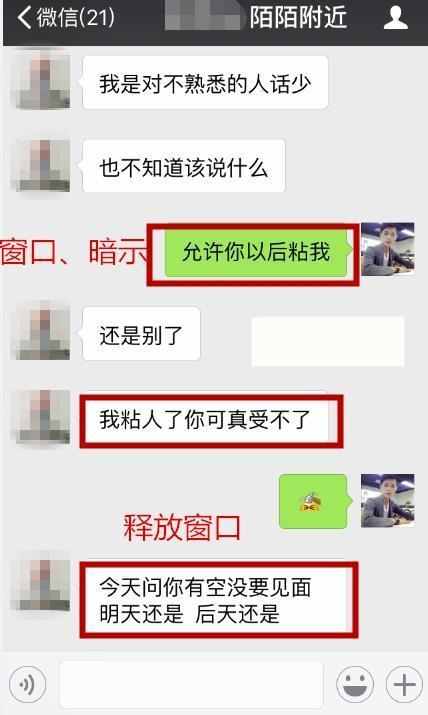 微信(21)
陌陌附近
我是对不熟悉的人话少
也不知道该说什么
窗口、暗示
允许你以后粘我
还是别了
我粘人了你可真受不了
释放窗口
今天问你有空没要见面
明天还是 后天还是